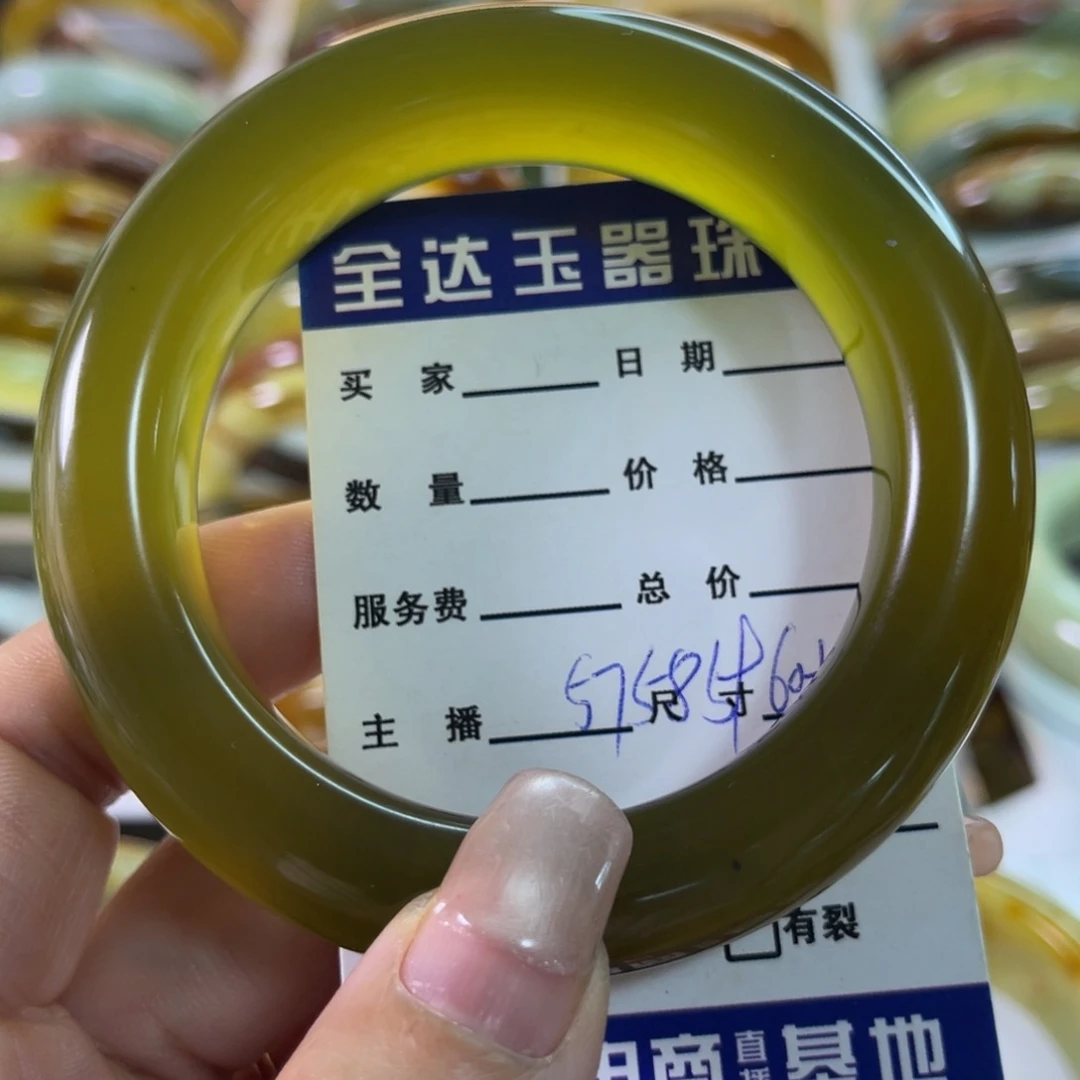 全达玉器珠
买 家 日 期
数 量 价 格
服务费 总 价
主 播 尺 寸
有裂
直播 基地